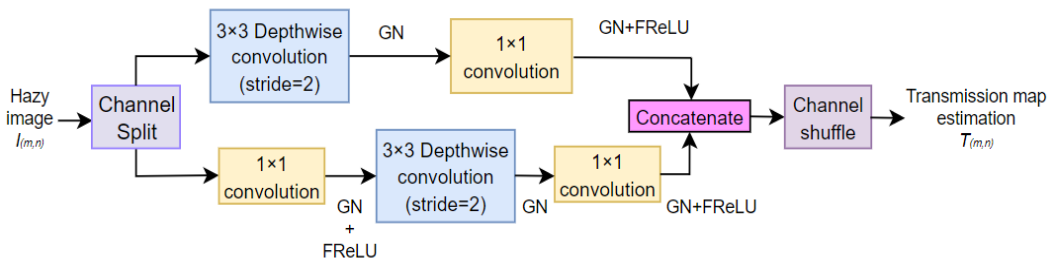 Hazy
image
I(m,n)
Channel
Split
3×3 Depthwise
convolution
(stride=2)
GN
1×1
convolution
GN+FReLU
1×1
convolution
GN
+
FReLU
3×3 Depthwise
convolution
(stride=2)
GN
1×1
convolution
GN+FReLU
Concatenate
Channel
shuffle
Transmission map
estimation
T(m,n)